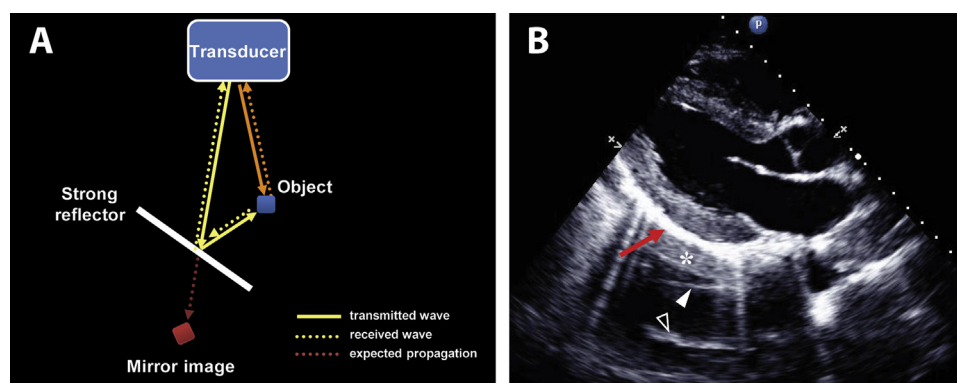 A
Transducer
Object
Strong
reflector
transmitted wave
received wave
expected propagation
Mirror image
B
P
*